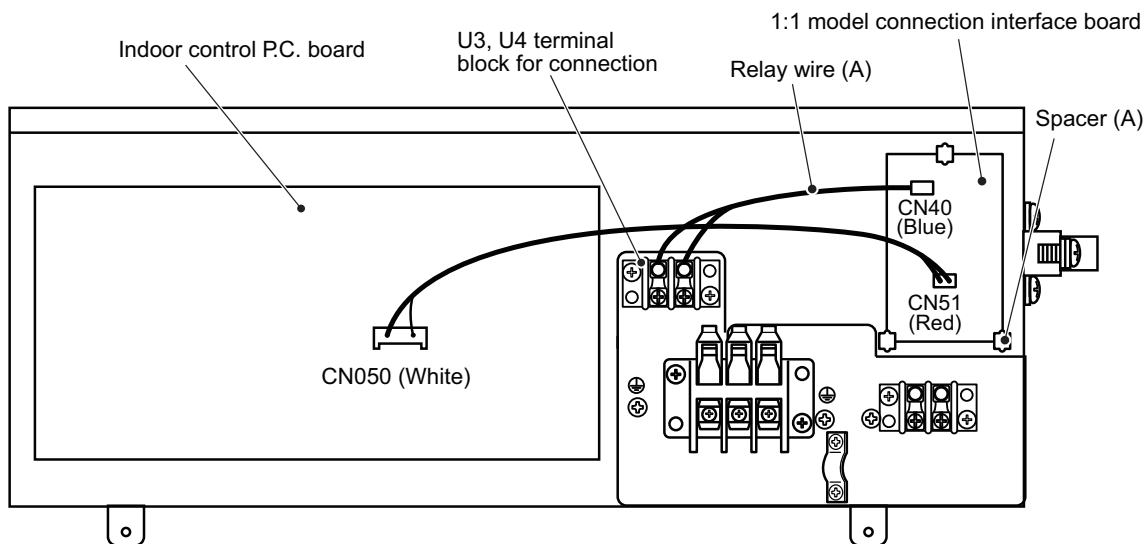 1:1 model connection interface board
U3, U4 terminal
block for connection
Indoor control P.C. board
Relay wire (A)
Spacer (A)
CN40
(Blue)
CN51
(Red)
CN050 (White)